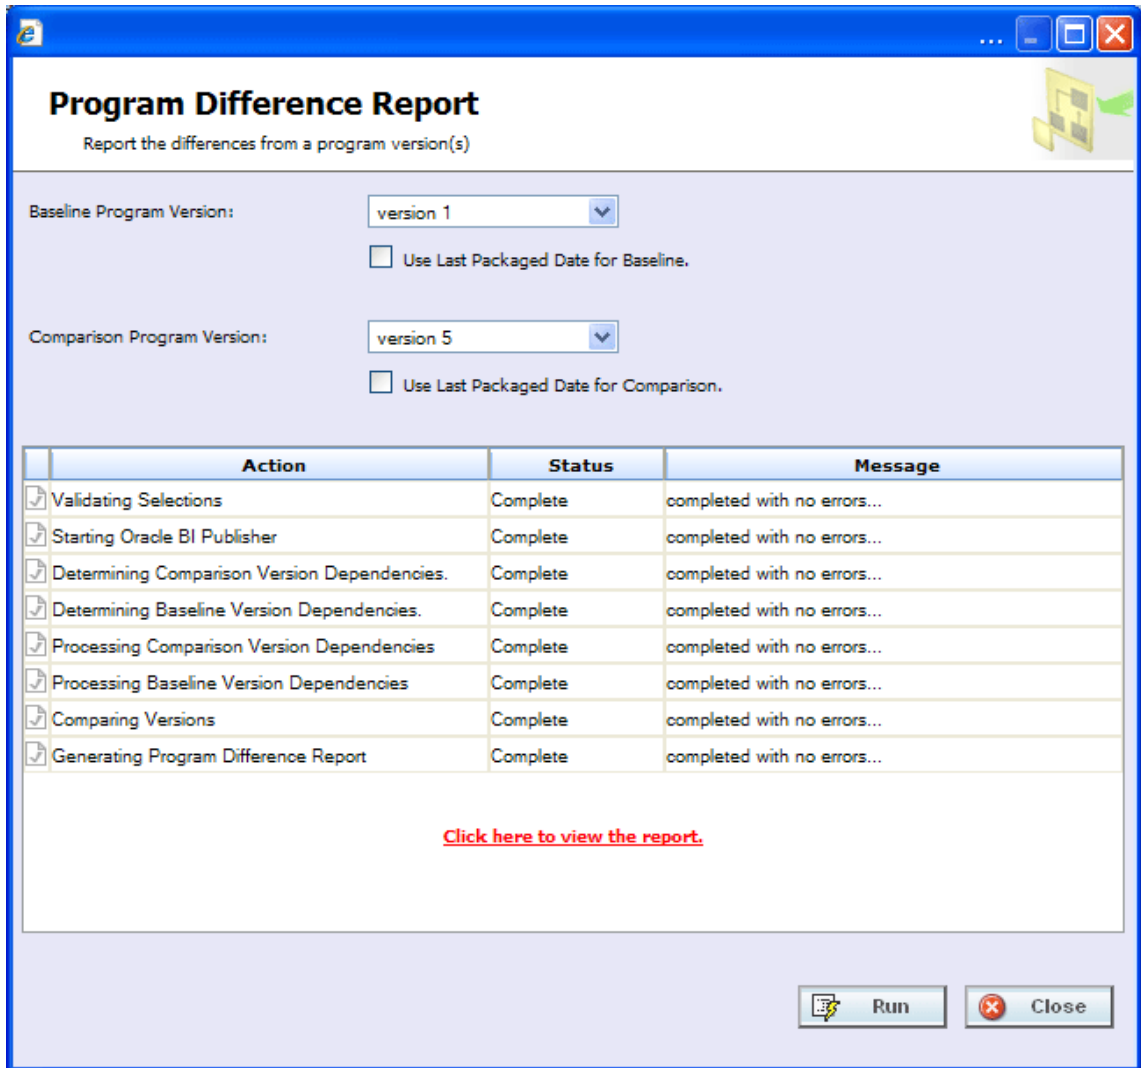 ...
Program Difference Report
Report the differences from a program version(s)
Baseline Program Version: version 1
Use Last Packaged Date for Baseline.
Comparison Program Version: version 5
Use Last Packaged Date for Comparison.
Action Status Message
Validating Selections Complete completed with no errors...
Starting Oracle BI Publisher Complete completed with no errors...
Determining Comparison Version Dependencies. Complete completed with no errors...
Determining Baseline Version Dependencies. Complete completed with no errors...
Processing Comparison Version Dependencies Complete completed with no errors...
Processing Baseline Version Dependencies Complete completed with no errors...
Comparing Versions Complete completed with no errors...
Generating Program Difference Report Complete completed with no errors...
Click here to view the report.
Run Close